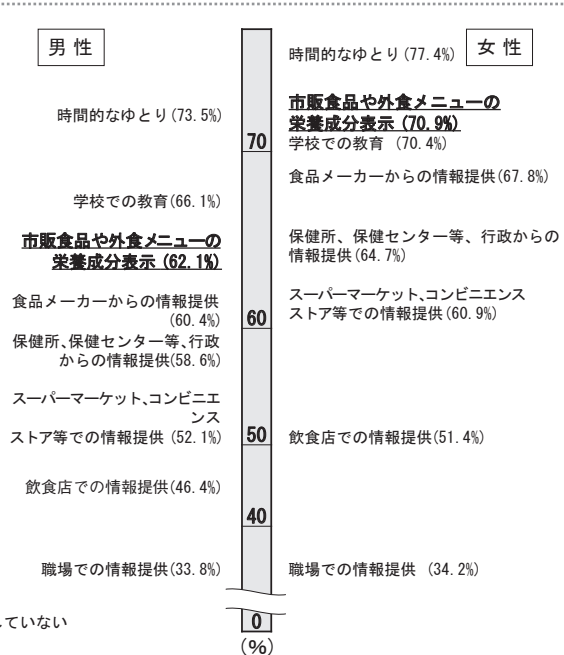 男性
時間的なゆとり(73.5%)
学校での教育(66.1%)
市販食品や外食メニューの
栄養成分表示(62.1%)
食品メーカーからの情報提供
(60.4%)
保健所、保健センター等、行政
からの情報提供(58.6%)
スーパーマーケット、コンビニエ
ンス
ストア等での情報提供(52.1%)
飲食店での情報提供(46.4%)
職場での情報提供(33.8%)
していない
70
60
50
40
0
(%)
女性
時間的なゆとり(77.4%)
市販食品や外食メニューの
栄養成分表示(70.9%)
学校での教育 (70.4%)
食品メーカーからの情報提供(67.8%)
保健所、保健センター等、行政からの
情報提供(64.7%)
スーパーマーケット、コンビニエンス
ストア等での情報提供(60.9%)
飲食店での情報提供(51.4%)
職場での情報提供 (34.2%)